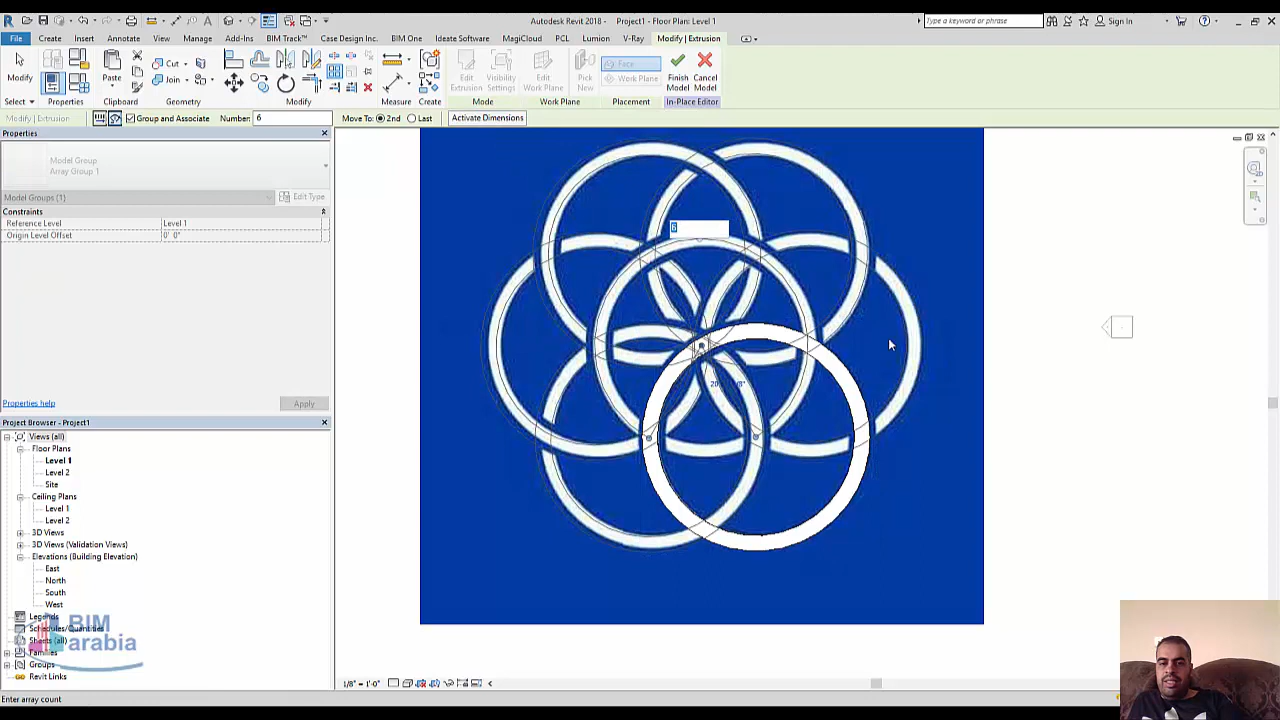 Autodesk Revit 2018 - Project1 - Floor Plan: Level 1
Type a keyword or phrase
Sign In
File Create Insert Annotate View Manage Add-Ins BIM Track™ Case Design Inc. BIM One Ideate Software MagiCloud PCL Lumion V-Ray Modify | Extrusion
Modify
Paste
Cut
Join
Edit Extrusion
Visibility Settings
Edit Work Plane
Pick New
Face
Work Plane
Finish Model
Cancel Model
Select Properties Clipboard Geometry Modify Measure Create Mode Work Plane Placement In-Place Editor
Modify | Extrusion
Group and Associate
Number: 6
Move To: 2nd Last
Activate Dimensions
Properties
Model Group
Array Group 1
Model Groups (1)
Edit Type
Constraints
Reference Level Level 1
Origin Level Offset 0' 0"
Properties help
Apply
Project Browser - Project1
Views (all)
Floor Plans
Level 1
Level 2
Site
Ceiling Plans
Level 1
Level 2
3D Views
3D Views (Validation Views)
Elevations (Building Elevation)
East
North
South
West
Legends
Schedules/Quantities
Sheets (all)
Families
Groups
Revit Links
BIM
arabia
6
1/8" = 1'-0"
Enter array count